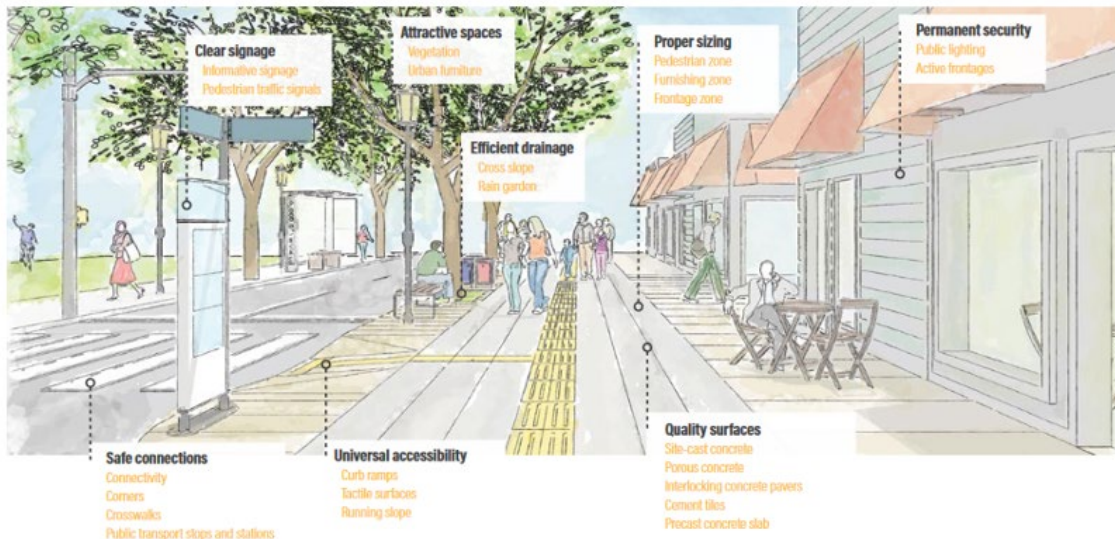 Clear signage
Informative signage
Pedestrian traffic signals
Attractive spaces
Vegetation
Urban furniture
Efficient drainage
Cross slope
Rain garden
Proper sizing
Pedestrian zone
Furnishing zone
Frontage zone
Permanent security
Public lighting
Active frontages
Safe connections
Connectivity
Corners
Crosswalks
Public transport stops and stations
Universal accessibility
Curb ramps
Tactile surfaces
Running slope
Quality surfaces
Site-cast concrete
Porous concrete
Interlocking concrete pavers
Cement tiles
Precast concrete slab